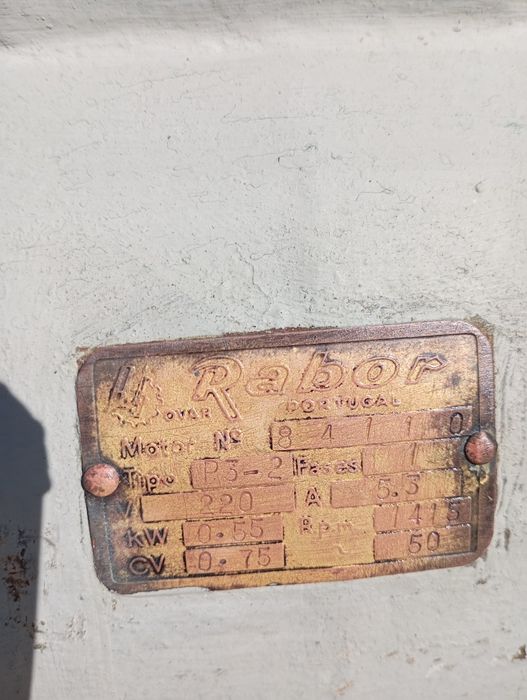 Rabor
OVAR PORTUGAL
Motor Nº 84110
Tipo P3-2 Fases 1
V 220 A 5.3
KW 0.55 Rpm 1415
CV 0.75 ~ 50